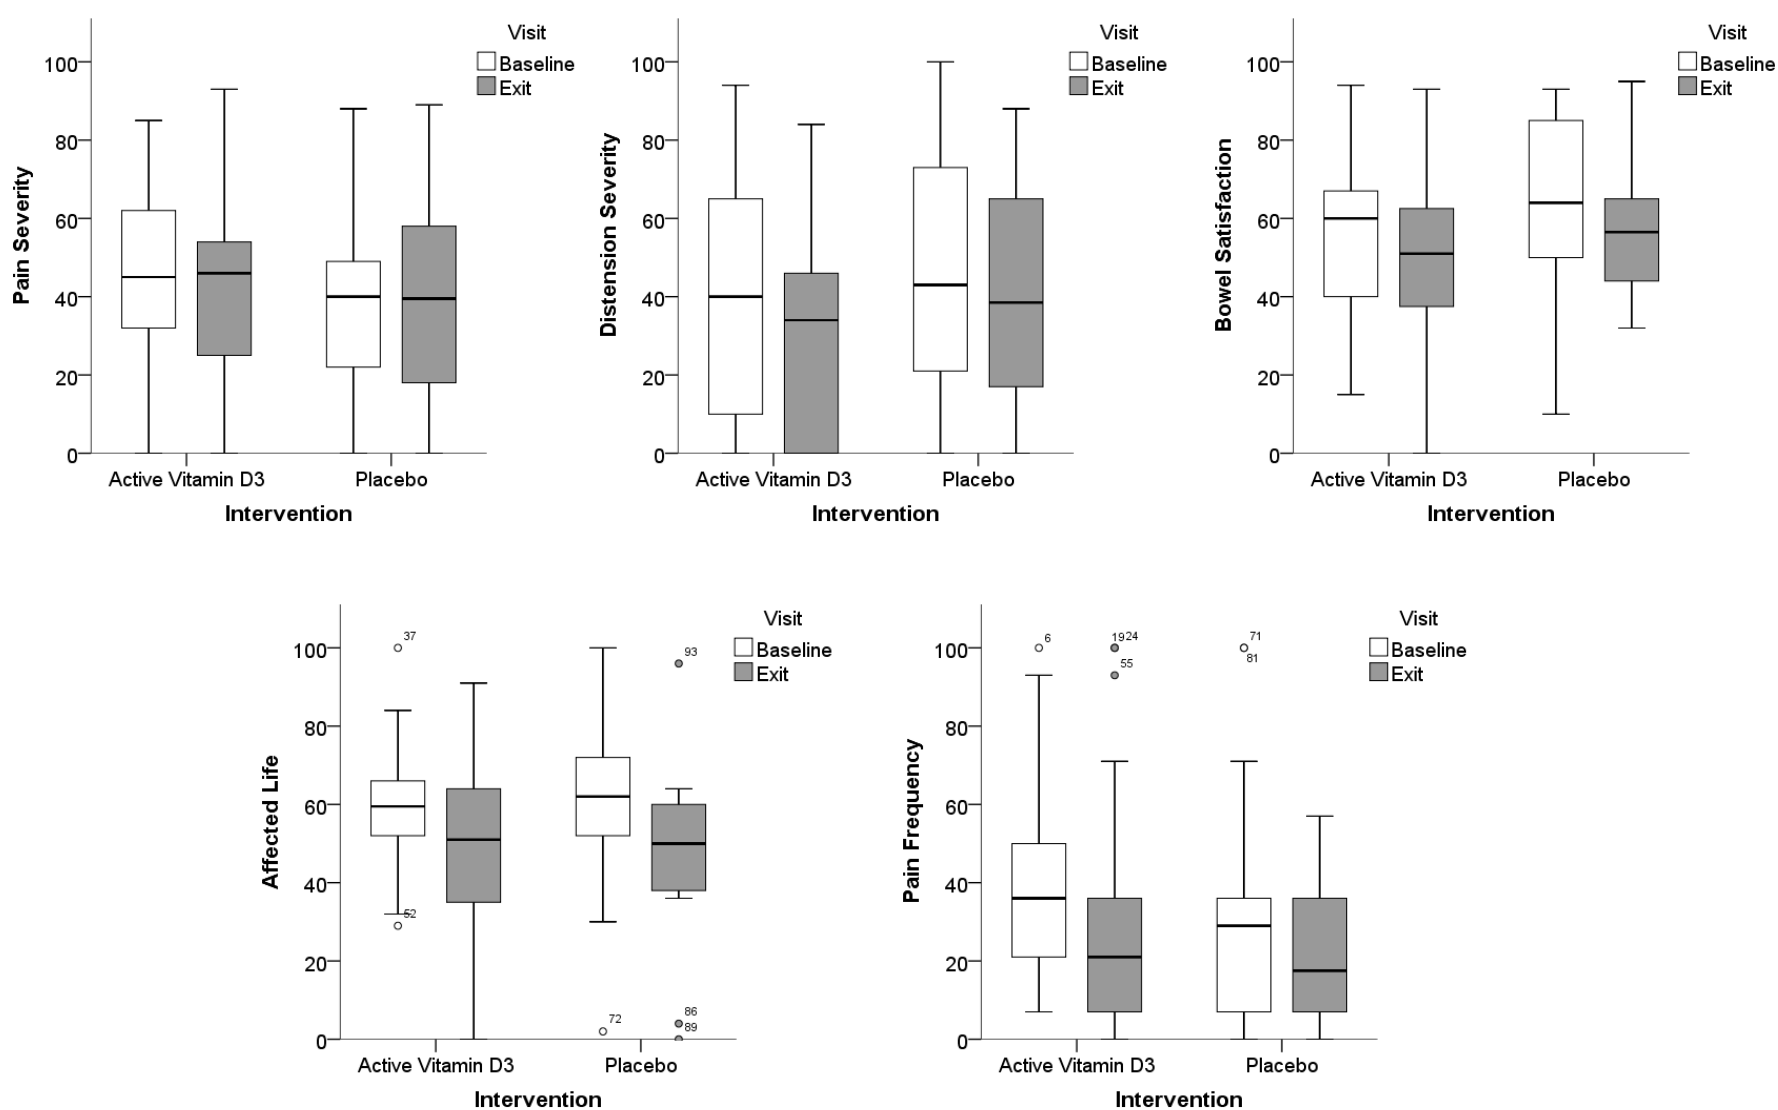 Visit
Baseline
Exit
100
80
60
40
20
0
Pain Severity
Active Vitamin D3
Placebo
Intervention
Visit
Baseline
Exit
100
80
60
40
20
0
Distension Severity
Active Vitamin D3
Placebo
Intervention
Visit
Baseline
Exit
100
80
60
40
20
0
Bowel Satisfaction
Active Vitamin D3
Placebo
Intervention
Visit
Baseline
Exit
100
80
60
40
20
0
Affected Life
37
52
72
93
86
89
Active Vitamin D3
Placebo
Intervention
Visit
Baseline
Exit
100
80
60
40
20
0
Pain Frequency
6
19 24
55
71
81
Active Vitamin D3
Placebo
Intervention